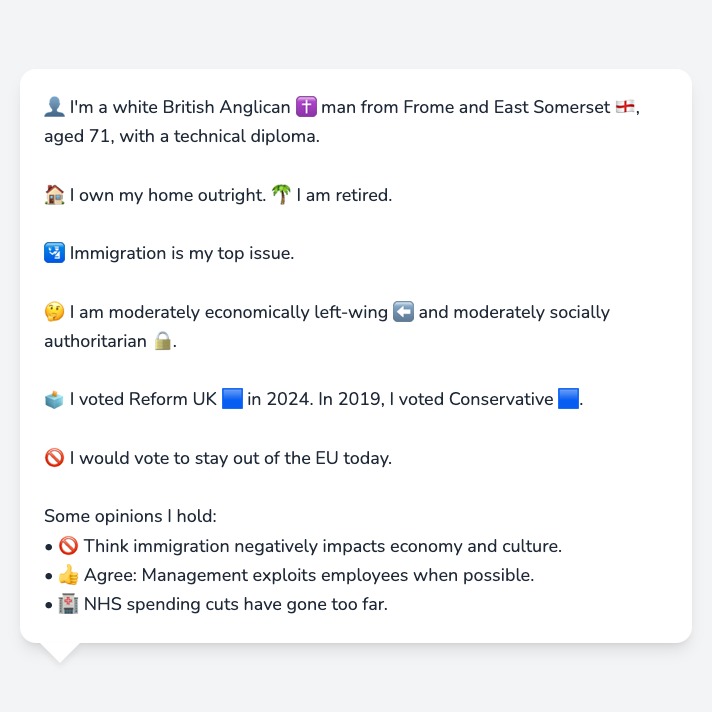 👤 I'm a white British Anglican ✝️ man from Frome and East Somerset 🏴󠁧󠁢󠁥󠁮󠁧󠁿,
aged 71, with a technical diploma.
🏠 I own my home outright. 🌴 I am retired.
🛂 Immigration is my top issue.
🤔 I am moderately economically left-wing ⬅️ and moderately socially
authoritarian 🔒.
🗳️ I voted Reform UK 🟦 in 2024. In 2019, I voted Conservative 🟦.
🚫 I would vote to stay out of the EU today.
Some opinions I hold:
• 🚫 Think immigration negatively impacts economy and culture.
• 👍 Agree: Management exploits employees when possible.
• 🏥 NHS spending cuts have gone too far.